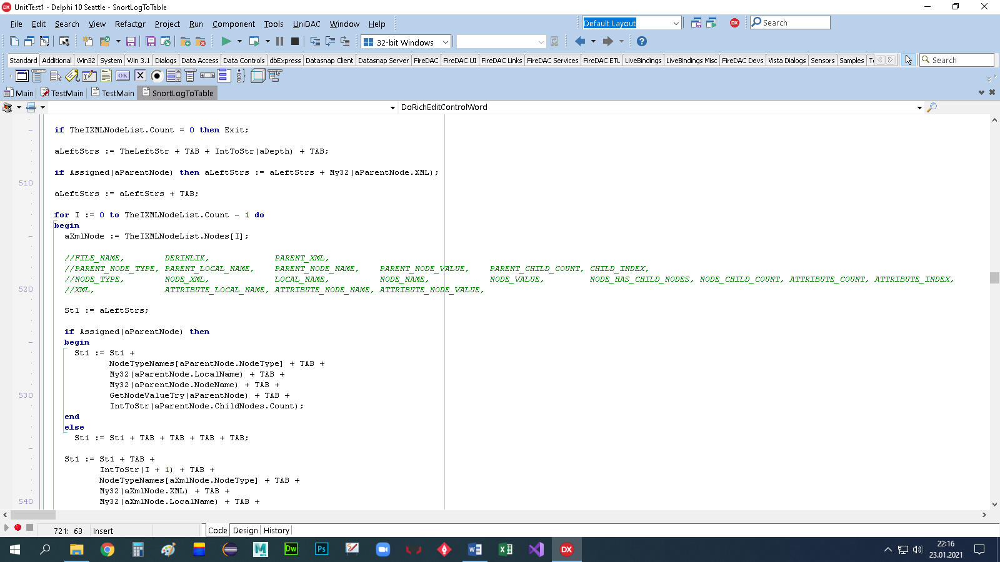 UnitTest1 - Delphi 10 Seattle - SnortLogToTable
File Edit Search View Refactor Project Run Component Tools UniDAC Window Help
Default Layout
Search
32-bit Windows
Standard Additional Win32 System Win 3.1 Dialogs Data Access Data Controls dbExpress Datasnap Client Datasnap Server FireDAC FireDAC UI FireDAC Links FireDAC Services FireDAC ETL LiveBindings LiveBindings Misc FireDAC Devs Vista Dialogs Sensors Samples
Search
OK
Main TestMain TestMain SnortLogToTable
DoRichEditControlWord
if TheIXMLNodeList.Count = 0 then Exit;
aLeftStrs := TheLeftStr + TAB + IntToStr(aDepth) + TAB;
if Assigned(aParentNode) then aLeftStrs := aLeftStrs + My32(aParentNode.XML);
510
aLeftStrs := aLeftStrs + TAB;
for I := 0 to TheIXMLNodeList.Count - 1 do
begin
aXmlNode := TheIXMLNodeList.Nodes[I];
//FILE_NAME, DERINLIK, PARENT_XML,
//PARENT_NODE_TYPE, PARENT_LOCAL_NAME, PARENT_NODE_NAME, PARENT_NODE_VALUE, PARENT_CHILD_COUNT, CHILD_INDEX,
//NODE_TYPE, NODE_XML, LOCAL_NAME, NODE_NAME, NODE_VALUE, NODE_HAS_CHILD_NODES, NODE_CHILD_COUNT, ATTRIBUTE_COUNT, ATTRIBUTE_INDEX,
520 //XML, ATTRIBUTE_LOCAL_NAME, ATTRIBUTE_NODE_NAME, ATTRIBUTE_NODE_VALUE,
St1 := aLeftStrs;
if Assigned(aParentNode) then
begin
St1 := St1 +
NodeTypeNames[aParentNode.NodeType] + TAB +
My32(aParentNode.LocalName) + TAB +
My32(aParentNode.NodeName) + TAB +
530 GetNodeValueTry(aParentNode) + TAB +
IntToStr(aParentNode.ChildNodes.Count);
end
else
St1 := St1 + TAB + TAB + TAB + TAB;
St1 := St1 + TAB +
IntToStr(I + 1) + TAB +
NodeTypeNames[aXmlNode.NodeType] + TAB +
My32(aXmlNode.XML) + TAB +
540 My32(aXmlNode.LocalName) + TAB +
721: 63 Insert Code Design History
22:16
23.01.2021